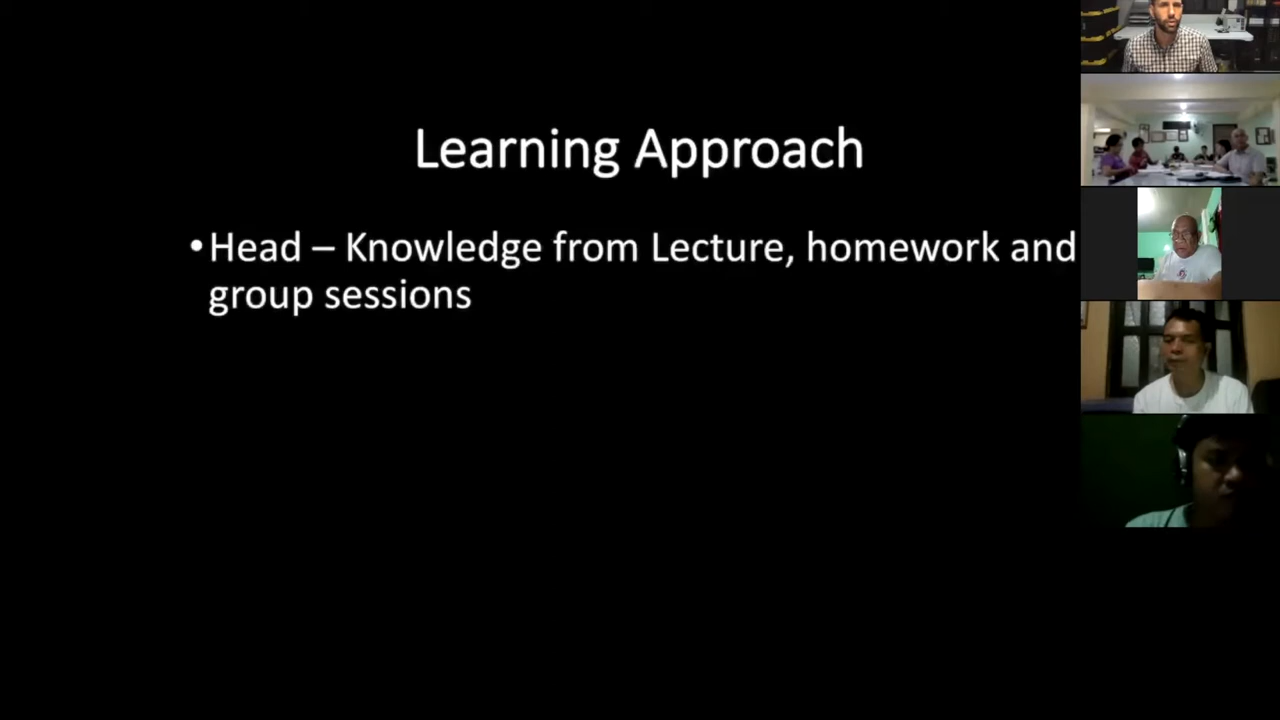 Learning Approach
•Head – Knowledge from Lecture, homework and
group sessions